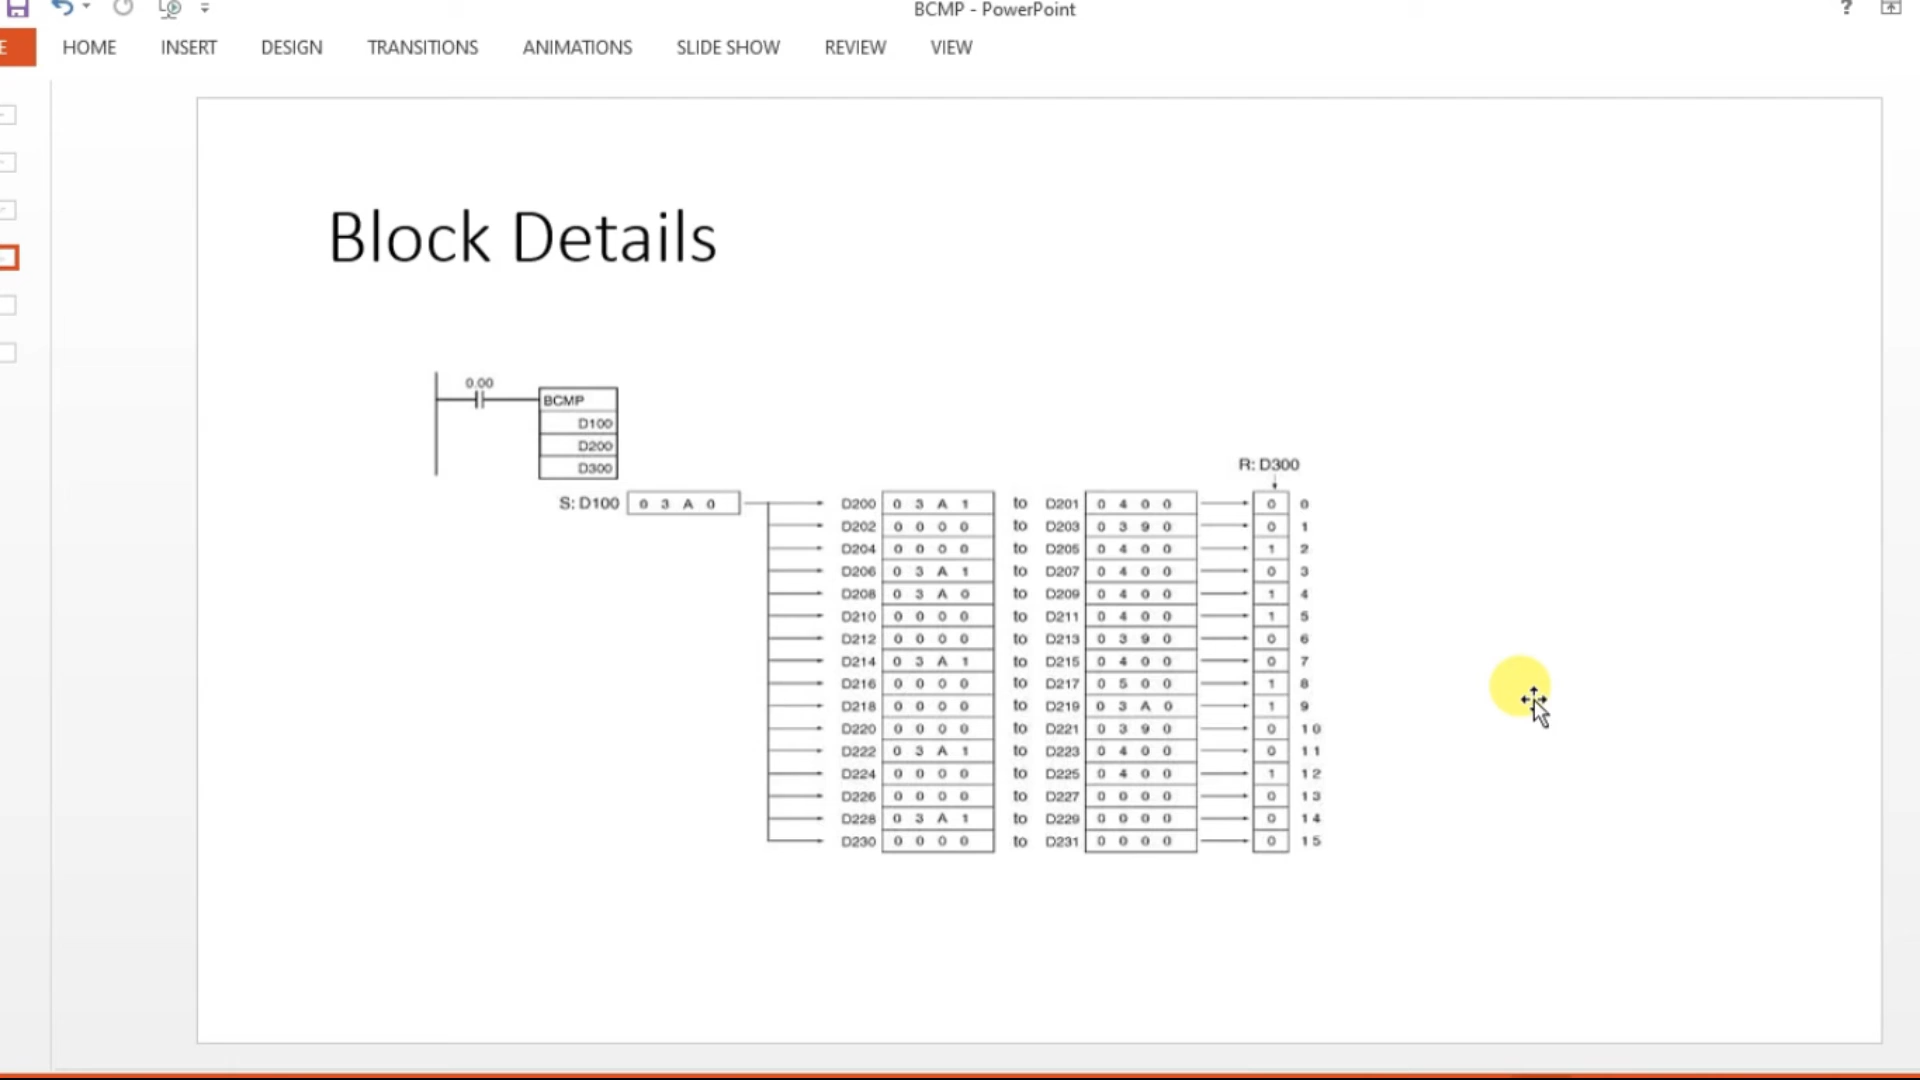 BCMP - PowerPoint
?
E HOME INSERT DESIGN TRANSITIONS ANIMATIONS SLIDE SHOW REVIEW VIEW
Block Details
0.00
BCMP
D100
D200
D300
R: D300
S: D100 0 3 A 0 D200 0 3 A 1 to D201 0 4 0 0 0 0
D202 0 0 0 0 to D203 0 3 9 0 0 1
D204 0 0 0 0 to D205 0 4 0 0 1 2
D206 0 3 A 1 to D207 0 4 0 0 0 3
D208 0 3 A 0 to D209 0 4 0 0 1 4
D210 0 0 0 0 to D211 0 4 0 0 1 5
D212 0 0 0 0 to D213 0 3 9 0 0 6
D214 0 3 A 1 to D215 0 4 0 0 0 7
D216 0 0 0 0 to D217 0 5 0 0 1 8
D218 0 0 0 0 to D219 0 3 A 0 1 9
D220 0 0 0 0 to D221 0 3 9 0 0 10
D222 0 3 A 1 to D223 0 4 0 0 0 11
D224 0 0 0 0 to D225 0 4 0 0 1 12
D226 0 0 0 0 to D227 0 0 0 0 0 13
D228 0 3 A 1 to D229 0 0 0 0 0 14
D230 0 0 0 0 to D231 0 0 0 0 0 15